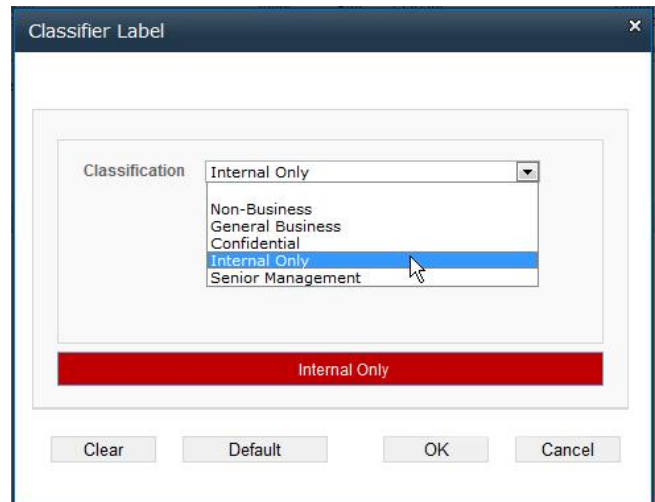 Classifier Label
Classification Internal Only
Non-Business
General Business
Confidential
Internal Only
Senior Management
Internal Only
Clear Default OK Cancel